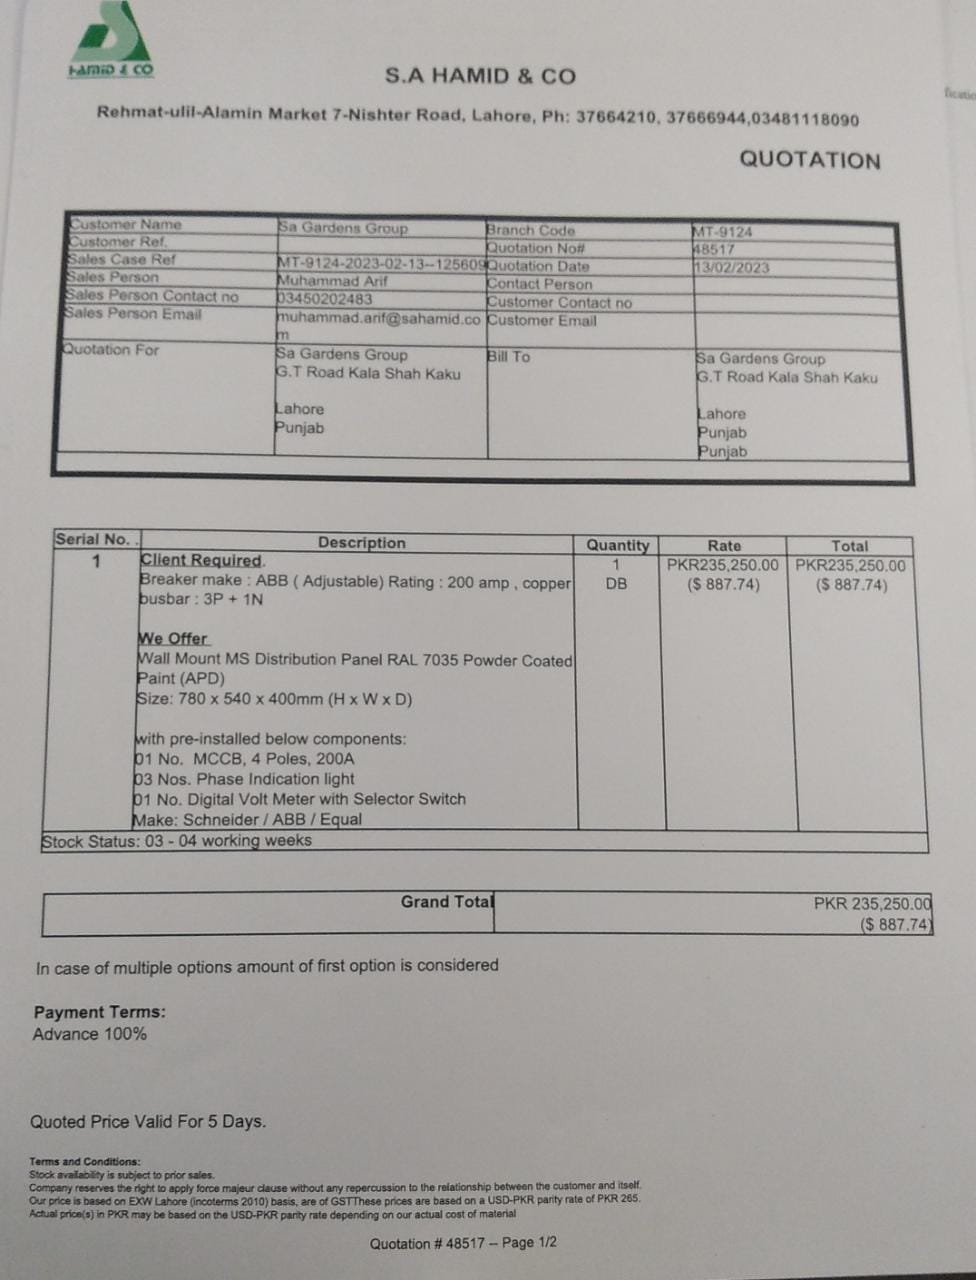 HAMID & CO
S.A HAMID & CO
Rehmat-ulil-Alamin Market 7-Nishter Road, Lahore, Ph: 37664210, 37666944,03481118090
QUOTATION
Customer Name Sa Gardens Group Branch Code MT-9124
Customer Ref. Quotation No# 48517
Sales Case Ref MT-9124-2023-02-13--125609 Quotation Date 13/02/2023
Sales Person Muhammad Arif Contact Person
Sales Person Contact no 03450202483 Customer Contact no
Sales Person Email muhammad.arif@sahamid.co Customer Email
m
Quotation For Sa Gardens Group Bill To Sa Gardens Group
G.T Road Kala Shah Kaku G.T Road Kala Shah Kaku
Lahore Lahore
Punjab Punjab
Punjab
Serial No. . Description Quantity Rate Total
1 Client Required. 1 PKR235,250.00 PKR235,250.00
Breaker make : ABB ( Adjustable) Rating : 200 amp , copper DB ($ 887.74) ($ 887.74)
busbar : 3P + 1N
We Offer
Wall Mount MS Distribution Panel RAL 7035 Powder Coated
Paint (APD)
Size: 780 x 540 x 400mm (H x W x D)
with pre-installed below components:
01 No. MCCB, 4 Poles, 200A
03 Nos. Phase Indication light
01 No. Digital Volt Meter with Selector Switch
Make: Schneider / ABB / Equal
Stock Status: 03 - 04 working weeks
Grand Total PKR 235,250.00
($ 887.74)
In case of multiple options amount of first option is considered
Payment Terms:
Advance 100%
Quoted Price Valid For 5 Days.
Terms and Conditions:
Stock availability is subject to prior sales.
Company reserves the right to apply force majeur clause without any repercussion to the relationship between the customer and itself.
Our price is based on EXW Lahore (incoterms 2010) basis, are of GSTThese prices are based on a USD-PKR parity rate of PKR 265.
Actual price(s) in PKR may be based on the USD-PKR parity rate depending on our actual cost of material
Quotation # 48517 -- Page 1/2